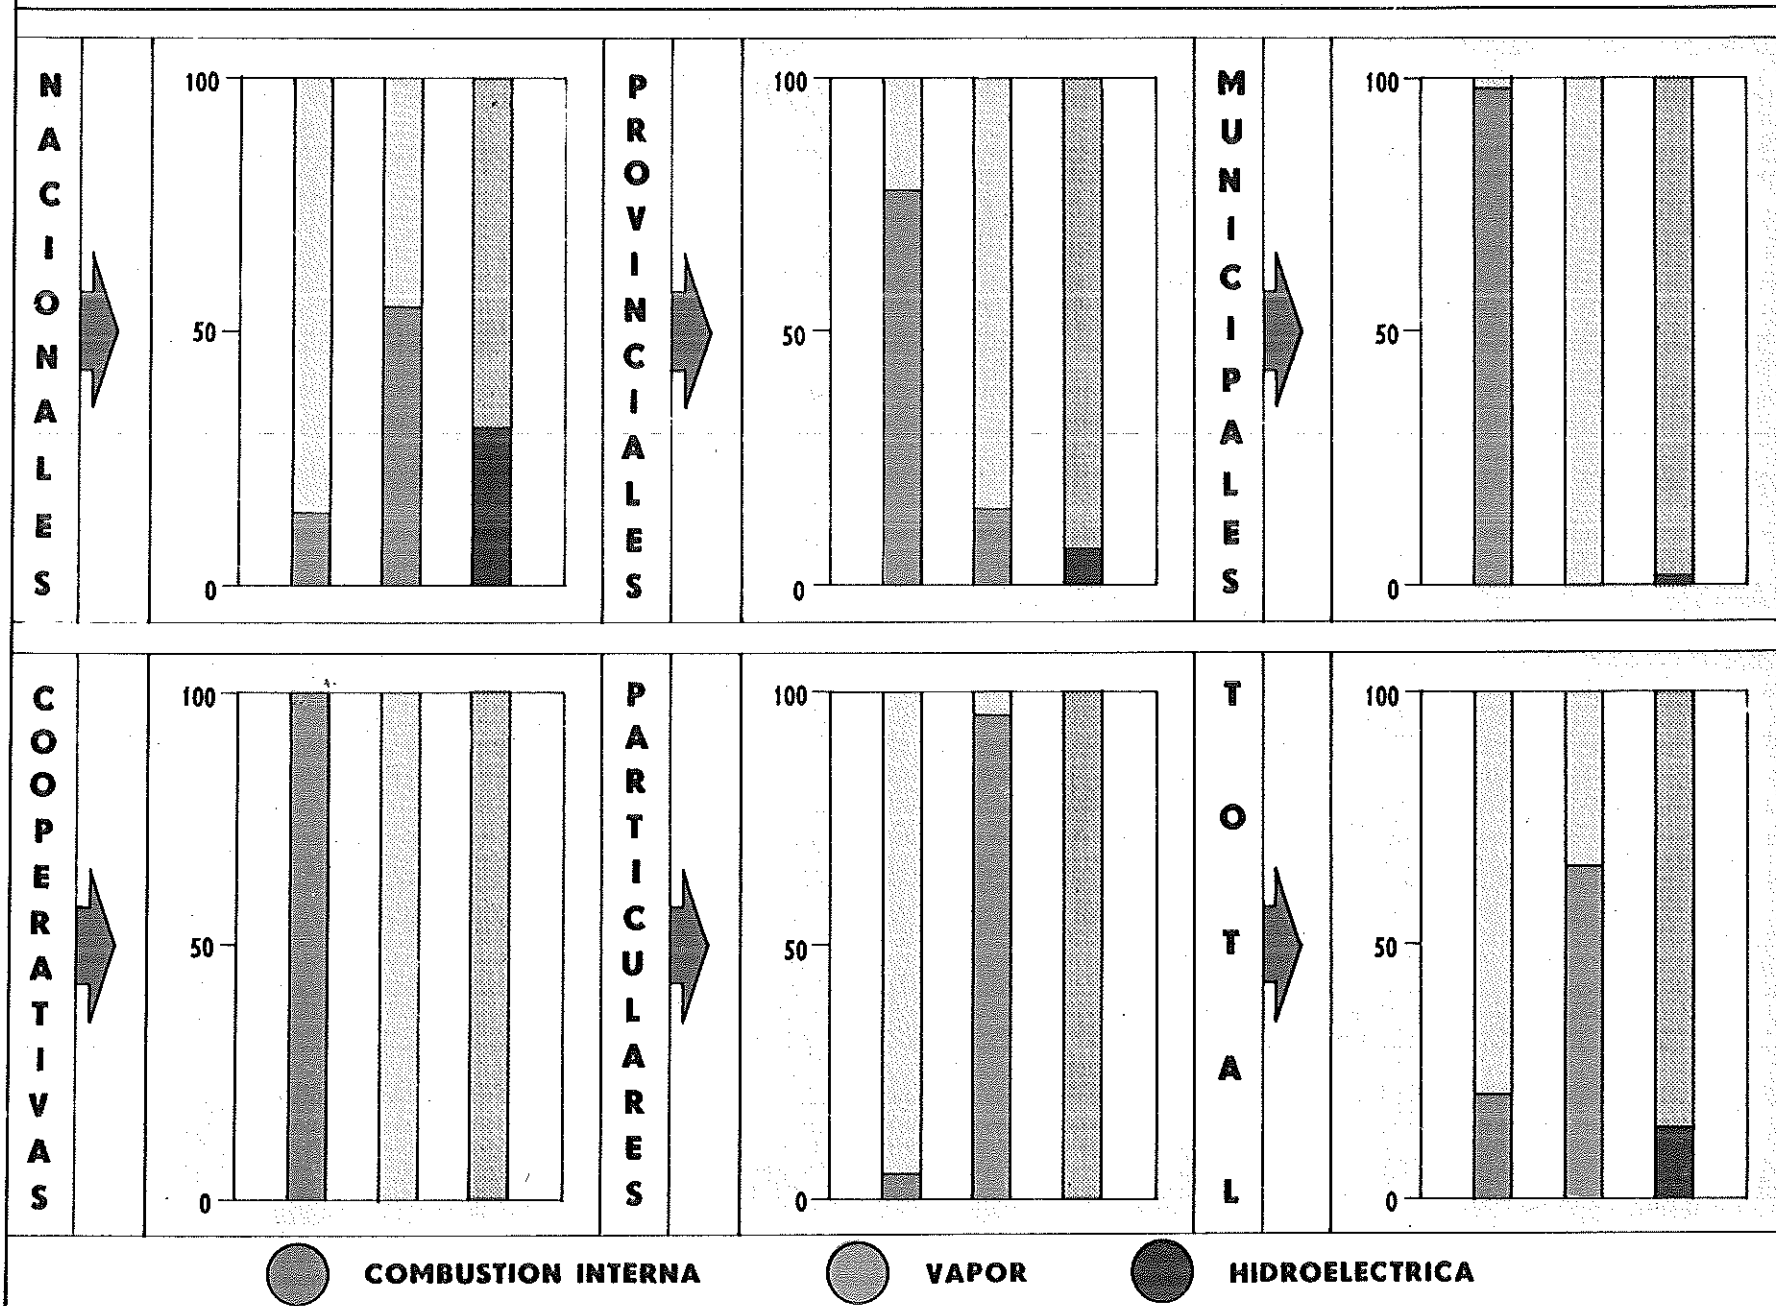 NACIONALES
100
50
0
PROVINCIALES
100
50
0
MUNICIPALES
100
50
0
COOPERATIVAS
100
50
0
PARTICULARES
100
50
0
TOTAL
100
50
0
COMBUSTION INTERNA
VAPOR
HIDROELECTRICA